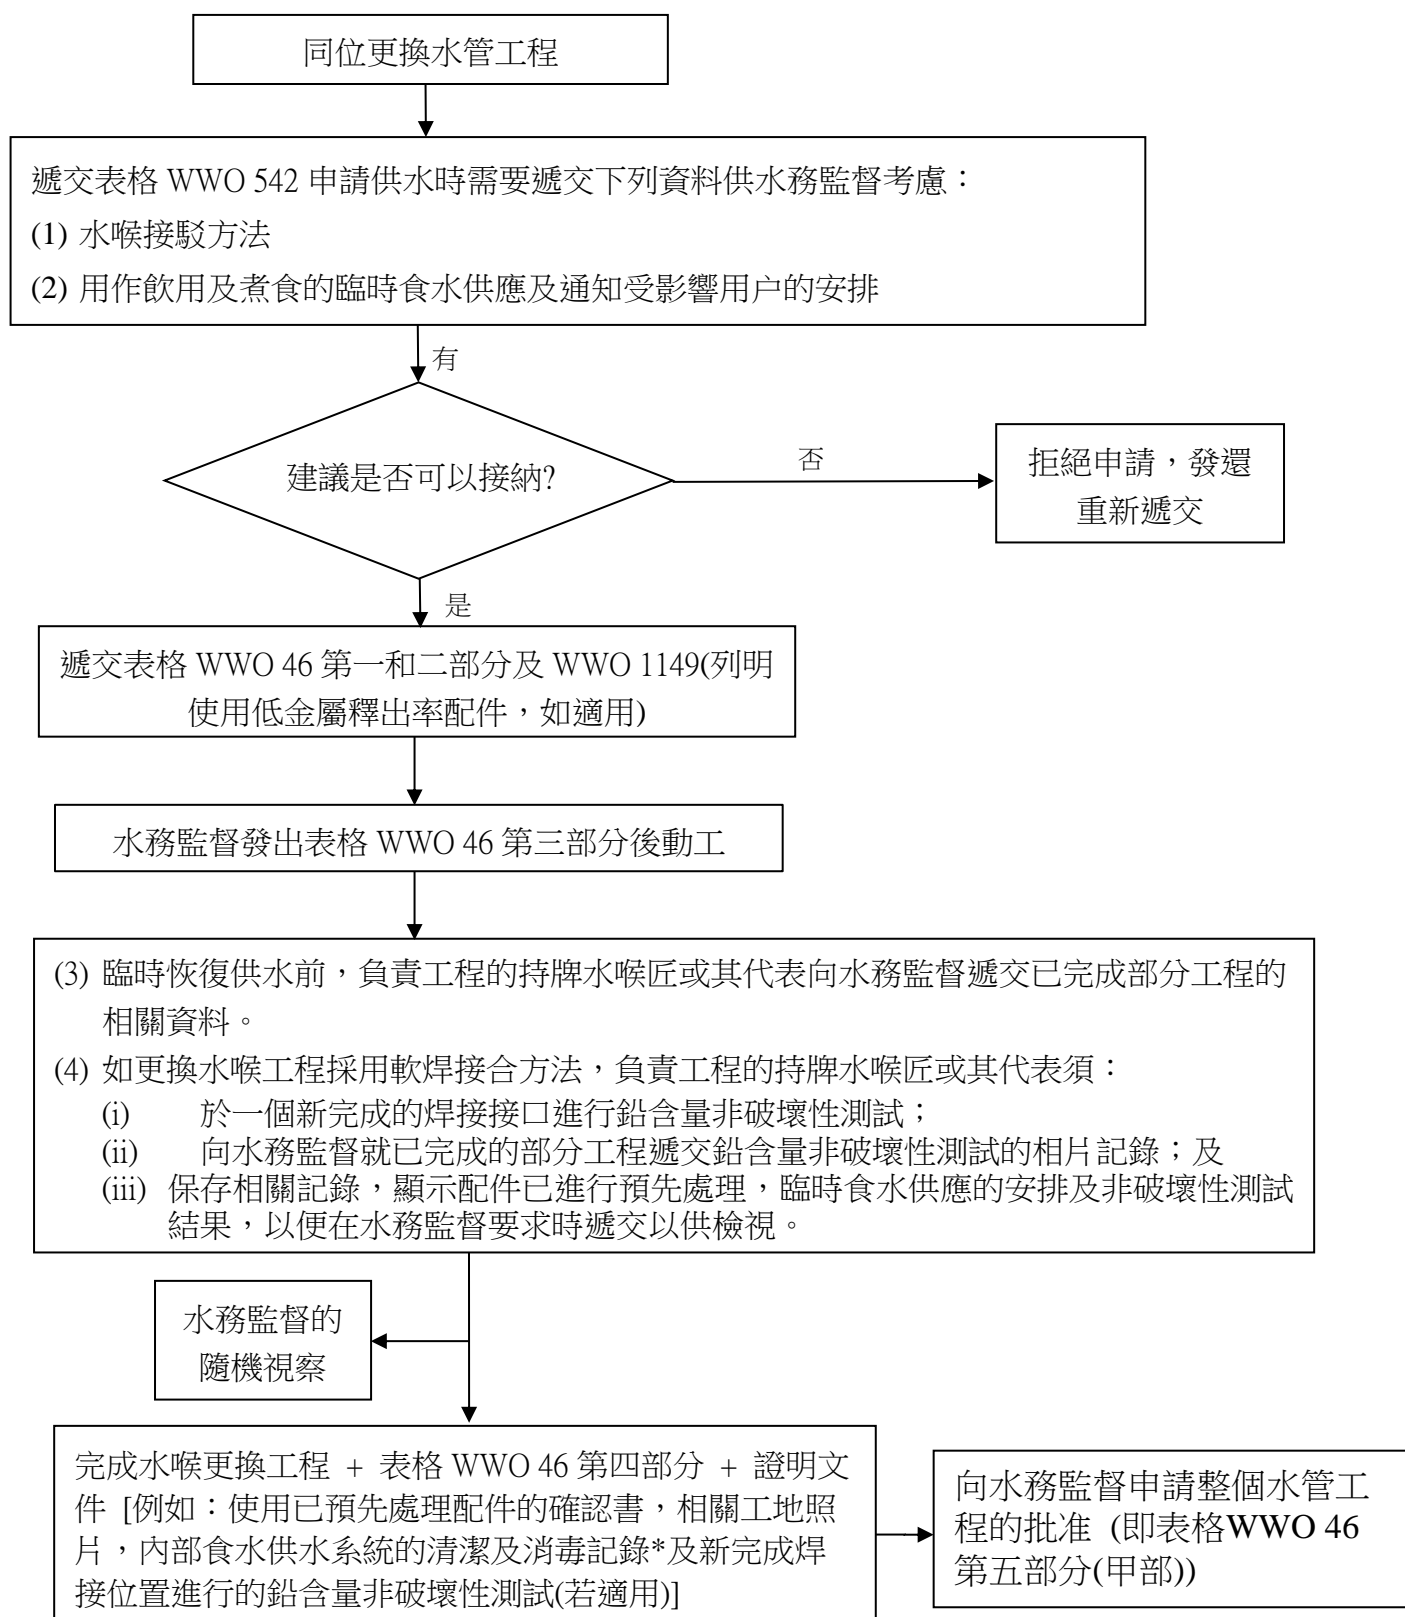 同位更換水管工程
遞交表格 WWO 542 申請供水時需要遞交下列資料供水務監督考慮：
(1) 水喉接駁方法
(2) 用作飲用及煮食的臨時食水供應及通知受影響用户的安排
有
建議是否可以接納?
否
拒絕申請，發還
重新遞交
是
遞交表格 WWO 46 第一和二部分及 WWO 1149(列明
使用低金屬釋出率配件，如適用)
水務監督發出表格 WWO 46 第三部分後動工
(3) 臨時恢復供水前，負責工程的持牌水喉匠或其代表向水務監督遞交已完成部分工程的
相關資料。
(4) 如更換水喉工程採用軟焊接合方法，負責工程的持牌水喉匠或其代表須：
(i) 於一個新完成的焊接接口進行鉛含量非破壞性測試；
(ii) 向水務監督就已完成的部分工程遞交鉛含量非破壞性測試的相片記錄；及
(iii) 保存相關記錄，顯示配件已進行預先處理，臨時食水供應的安排及非破壞性測試
結果，以便在水務監督要求時遞交以供檢視。
水務監督的
隨機視察
完成水喉更換工程 + 表格 WWO 46 第四部分 + 證明文
件 [例如：使用已預先處理配件的確認書，相關工地照
片，內部食水供水系統的清潔及消毒記錄*及新完成焊
接位置進行的鉛含量非破壞性測試(若適用)]
向水務監督申請整個水管工
程的批准 (即表格WWO 46
第五部分(甲部))